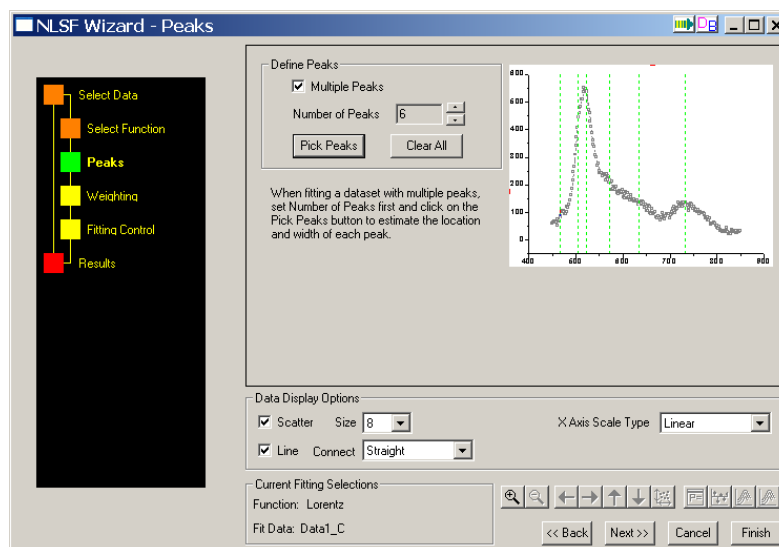 NLSF Wizard - Peaks
Select Data
Select Function
Peaks
Weighting
Fitting Control
Results
Define Peaks
Multiple Peaks
Number of Peaks 6
Pick Peaks Clear All
When fitting a dataset with multiple peaks,
set Number of Peaks first and click on the
Pick Peaks button to estimate the location
and width of each peak.
400
300
200
100
0
400 500 600 700 800 900
Data Display Options
Scatter Size 8 X Axis Scale Type Linear
Line Connect Straight
Current Fitting Selections
Function: Lorentz
Fit Data: Data1_C
<< Back Next>> Cancel Finish